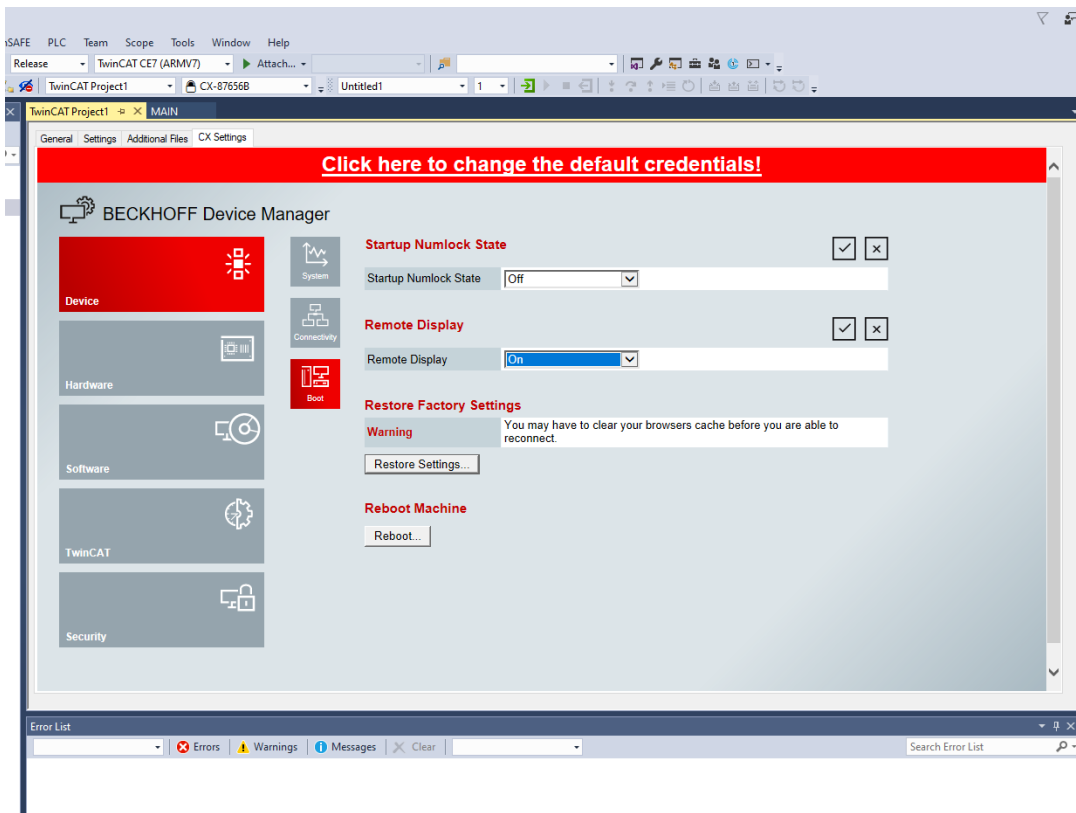 nSAFE PLC Team Scope Tools Window Help
Release TwinCAT CE7 (ARMV7) Attach...
TwinCAT Project1 CX-87656B Untitled1 1
TwinCAT Project1 MAIN
General Settings Additional Files CX Settings
Click here to change the default credentials!
BECKHOFF Device Manager
Device
Hardware
Software
TwinCAT
Security
System
Connectivity
Boot
Startup Numlock State
Startup Numlock State Off
Remote Display
Remote Display On
Restore Factory Settings
Warning You may have to clear your browsers cache before you are able to
reconnect.
Restore Settings...
Reboot Machine
Reboot...
Error List
Errors Warnings Messages Clear Search Error List